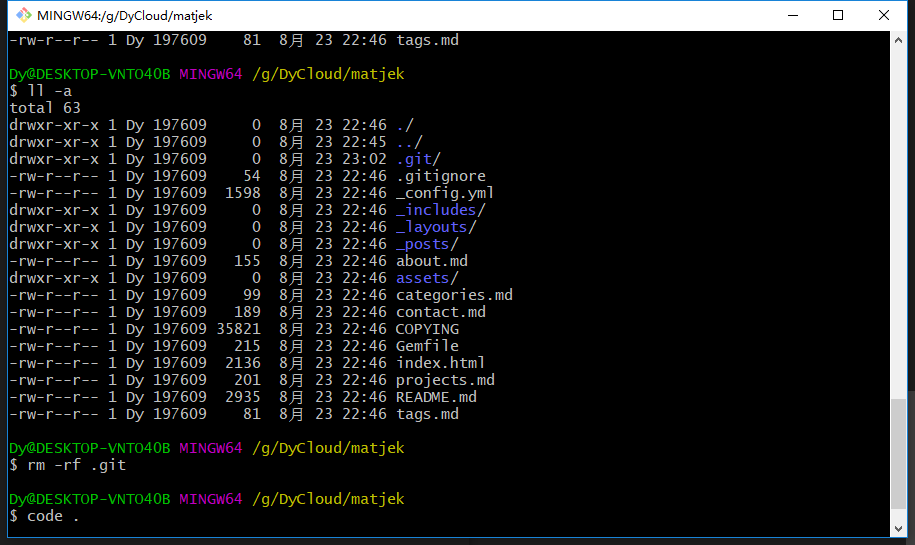 MINGW64:/g/DyCloud/matjek
-rw-r--r-- 1 Dy 197609    81  8月 23 22:46 tags.md
Dy@DESKTOP-VNTO4OB MINGW64 /g/DyCloud/matjek
$ ll -a
total 63
drwxr-xr-x 1 Dy 197609     0  8月 23 22:46 ./
drwxr-xr-x 1 Dy 197609     0  8月 23 22:45 ../
drwxr-xr-x 1 Dy 197609     0  8月 23 23:02 .git/
-rw-r--r-- 1 Dy 197609    54  8月 23 22:46 .gitignore
-rw-r--r-- 1 Dy 197609  1598  8月 23 22:46 _config.yml
drwxr-xr-x 1 Dy 197609     0  8月 23 22:46 _includes/
drwxr-xr-x 1 Dy 197609     0  8月 23 22:46 _layouts/
drwxr-xr-x 1 Dy 197609     0  8月 23 22:46 _posts/
-rw-r--r-- 1 Dy 197609   155  8月 23 22:46 about.md
drwxr-xr-x 1 Dy 197609     0  8月 23 22:46 assets/
-rw-r--r-- 1 Dy 197609    99  8月 23 22:46 categories.md
-rw-r--r-- 1 Dy 197609   189  8月 23 22:46 contact.md
-rw-r--r-- 1 Dy 197609 35821  8月 23 22:46 COPYING
-rw-r--r-- 1 Dy 197609   215  8月 23 22:46 Gemfile
-rw-r--r-- 1 Dy 197609  2136  8月 23 22:46 index.html
-rw-r--r-- 1 Dy 197609   201  8月 23 22:46 projects.md
-rw-r--r-- 1 Dy 197609  2935  8月 23 22:46 README.md
-rw-r--r-- 1 Dy 197609    81  8月 23 22:46 tags.md
Dy@DESKTOP-VNTO4OB MINGW64 /g/DyCloud/matjek
$ rm -rf .git
Dy@DESKTOP-VNTO4OB MINGW64 /g/DyCloud/matjek
$ code .